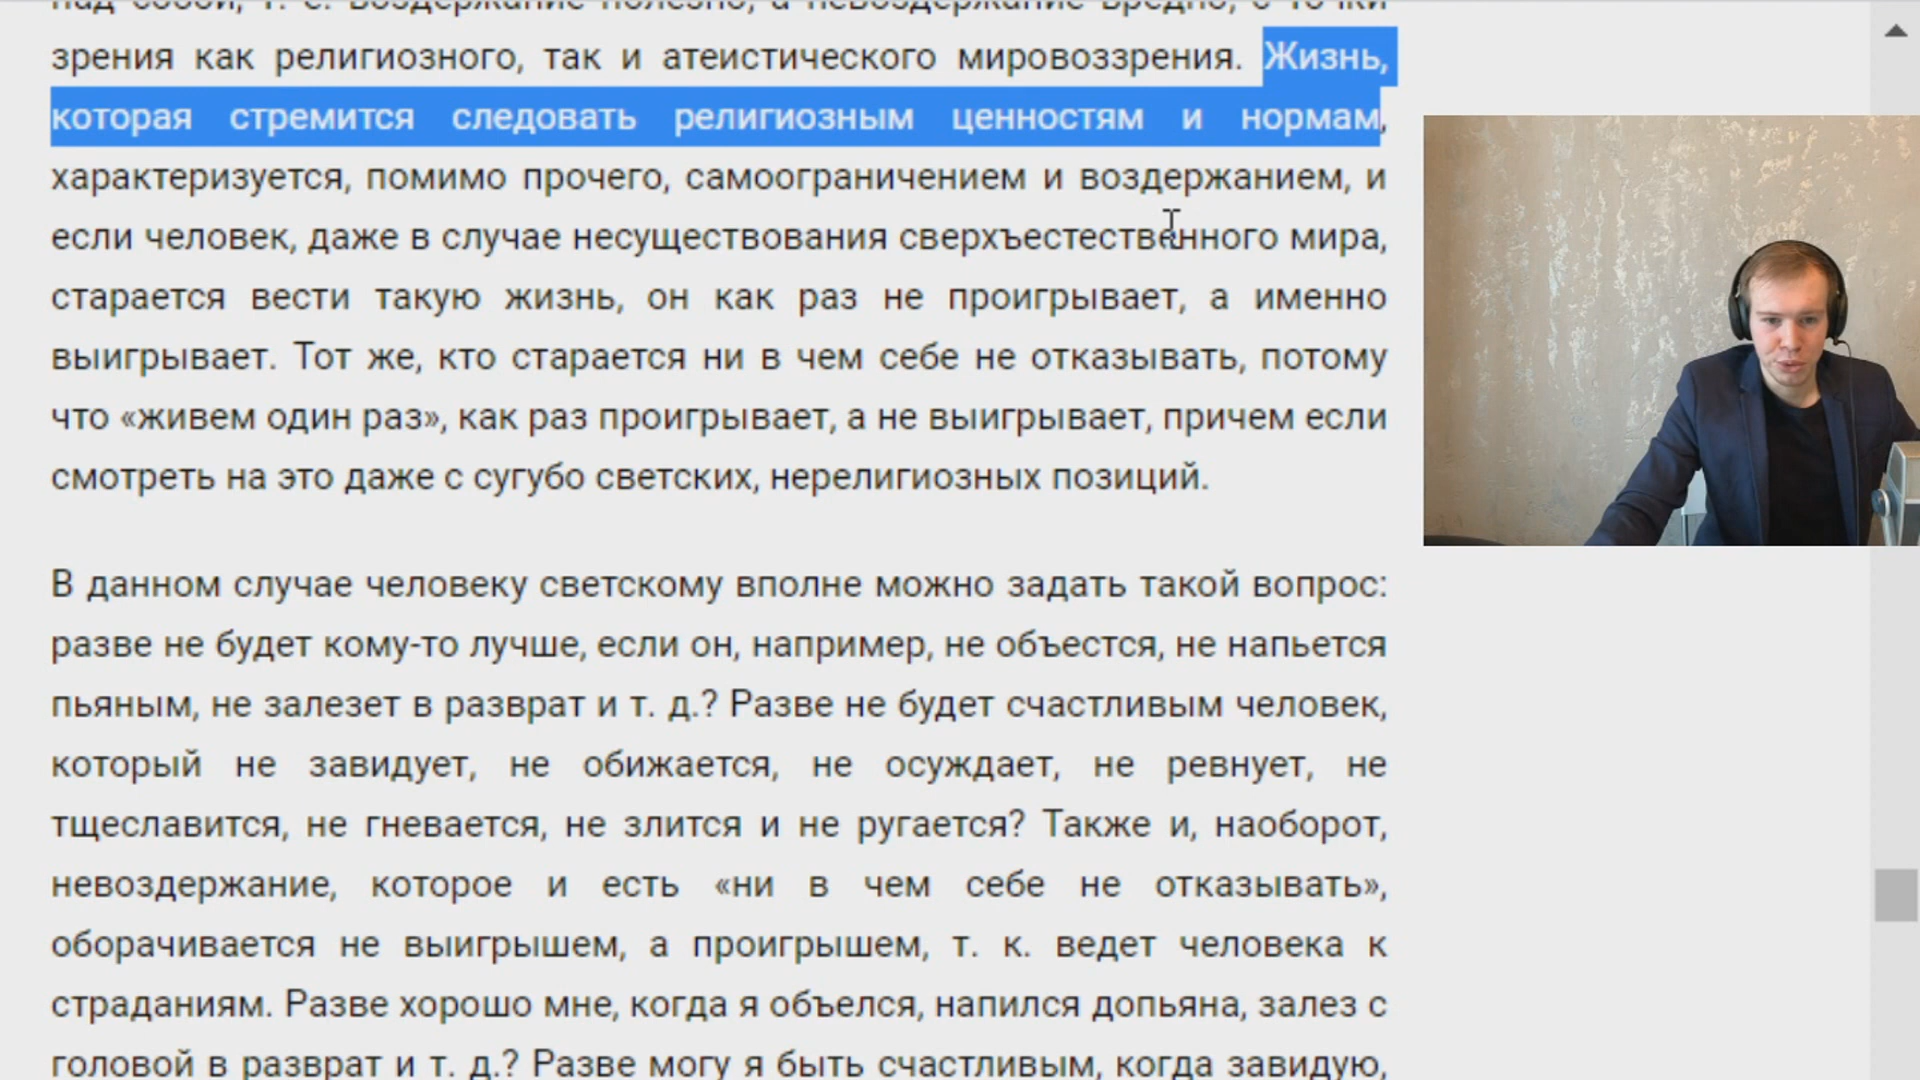 над собой, т. е. воздержание полезно, а невоздержание вредно, с точки
зрения как религиозного, так и атеистического мировоззрения. Жизнь,
которая стремится следовать религиозным ценностям и нормам,
характеризуется, помимо прочего, самоограничением и воздержанием, и
если человек, даже в случае несуществования сверхъестественного мира,
старается вести такую жизнь, он как раз не проигрывает, а именно
выигрывает. Тот же, кто старается ни в чем себе не отказывать, потому
что «живем один раз», как раз проигрывает, а не выигрывает, причем если
смотреть на это даже с сугубо светских, нерелигиозных позиций.
В данном случае человеку светскому вполне можно задать такой вопрос:
разве не будет кому-то лучше, если он, например, не объестся, не напьется
пьяным, не залезет в разврат и т. д.? Разве не будет счастливым человек,
который не завидует, не обижается, не осуждает, не ревнует, не
тщеславится, не гневается, не злится и не ругается? Также и, наоборот,
невоздержание, которое и есть «ни в чем себе не отказывать»,
оборачивается не выигрышем, а проигрышем, т. к. ведет человека к
страданиям. Разве хорошо мне, когда я объелся, напился допьяна, залез с
головой в разврат и т. д.? Разве могу я быть счастливым, когда завидую,